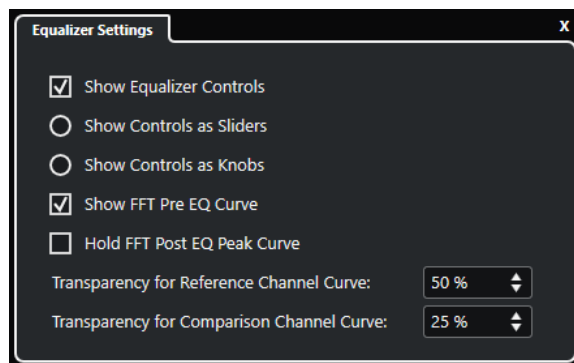 Equalizer Settings X
Show Equalizer Controls
Show Controls as Sliders
Show Controls as Knobs
Show FFT Pre EQ Curve
Hold FFT Post EQ Peak Curve
Transparency for Reference Channel Curve: 50 %
Transparency for Comparison Channel Curve: 25 %